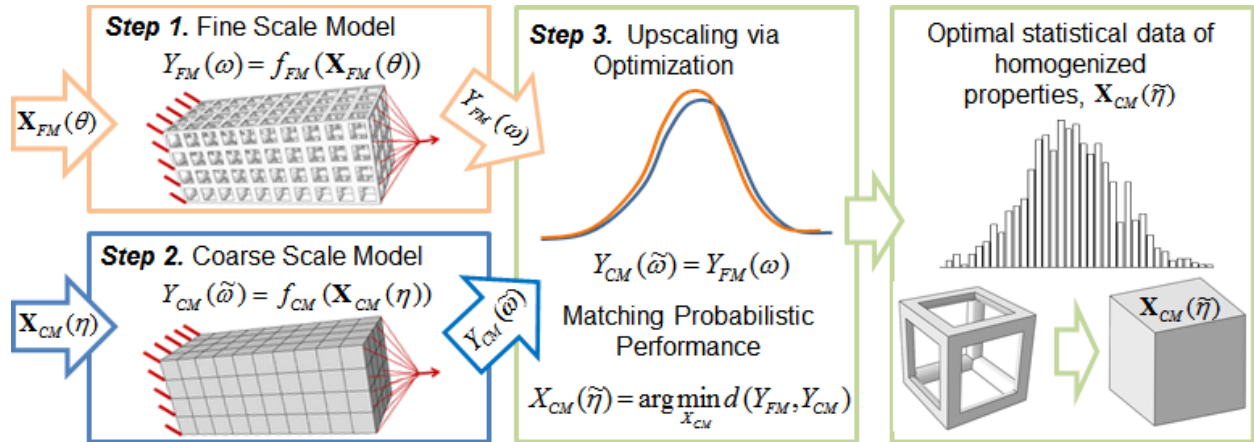 Step 1. Fine Scale Model
Y_FM(ω) = f_FM(X_FM(θ))
X_FM(θ)
Y_FM(ω)
Step 2. Coarse Scale Model
Y_CM(ω̃) = f_CM(X_CM(η))
X_CM(η)
Y_CM(ω̃)
Step 3. Upscaling via
Optimization
Y_CM(ω̃) = Y_FM(ω)
Matching Probabilistic
Performance
X_CM(η̃) = arg min d(Y_FM, Y_CM)
X_CM
Optimal statistical data of
homogenized
properties, X_CM(η̃)
X_CM(η̃)